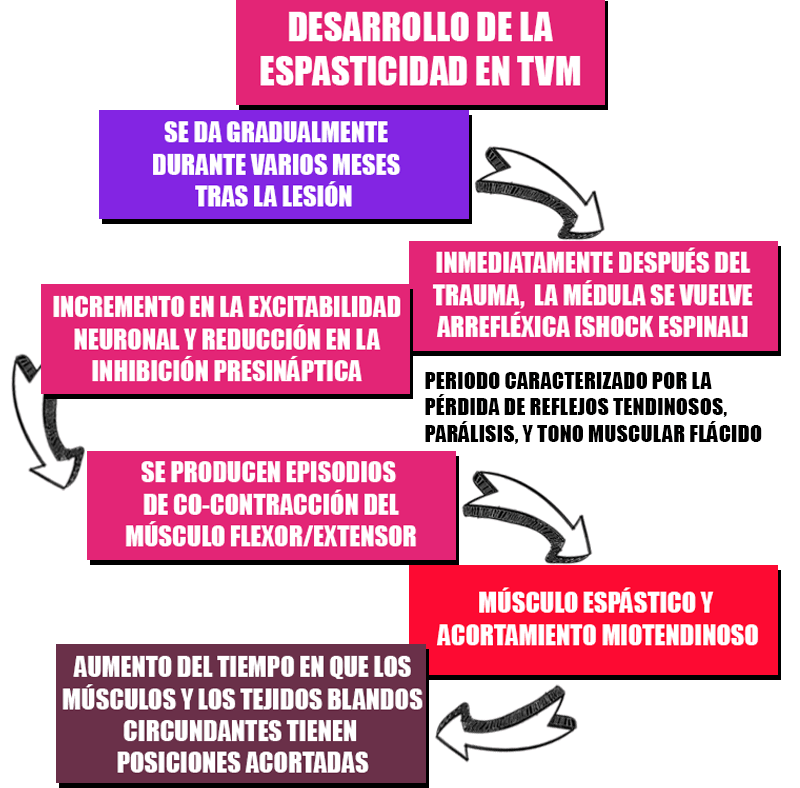 DESARROLLO DE LA
ESPASTICIDAD EN TVM
SE DA GRADUALMENTE
DURANTE VARIOS MESES
TRAS LA LESIÓN
INMEDIATAMENTE DESPUÉS DEL
TRAUMA, LA MÉDULA SE VUELVE
ARREFLÉXICA [SHOCK ESPINAL]
PERIODO CARACTERIZADO POR LA
PÉRDIDA DE REFLEJOS TENDINOSOS,
PARÁLISIS, Y TONO MUSCULAR FLÁCIDO
INCREMENTO EN LA EXCITABILIDAD
NEURONAL Y REDUCCIÓN EN LA
INHIBICIÓN PRESINÁPTICA
SE PRODUCEN EPISODIOS
DE CO-CONTRACCIÓN DEL
MÚSCULO FLEXOR/EXTENSOR
MÚSCULO ESPÁSTICO Y
ACORTAMIENTO MIOTENDINOSO
AUMENTO DEL TIEMPO EN QUE LOS
MÚSCULOS Y LOS TEJIDOS BLANDOS
CIRCUNDANTES TIENEN
POSICIONES ACORTADAS